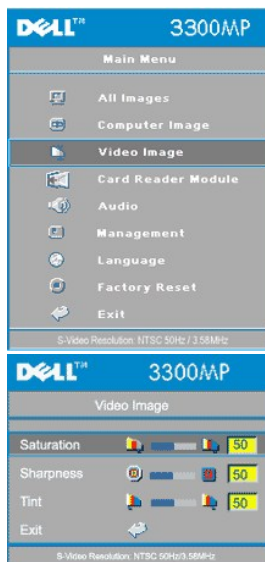 DELL™ 3300MP
Main Menu
All Images
Computer Image
Video Image
Card Reader Module
Audio
Management
Language
Factory Reset
Exit
S-Video Resolution: NTSC 50Hz / 3.58MHz
DELL™ 3300MP
Video Image
Saturation 50
Sharpness 50
Tint 50
Exit
S-Video Resolution: NTSC 50Hz/3.58MHz